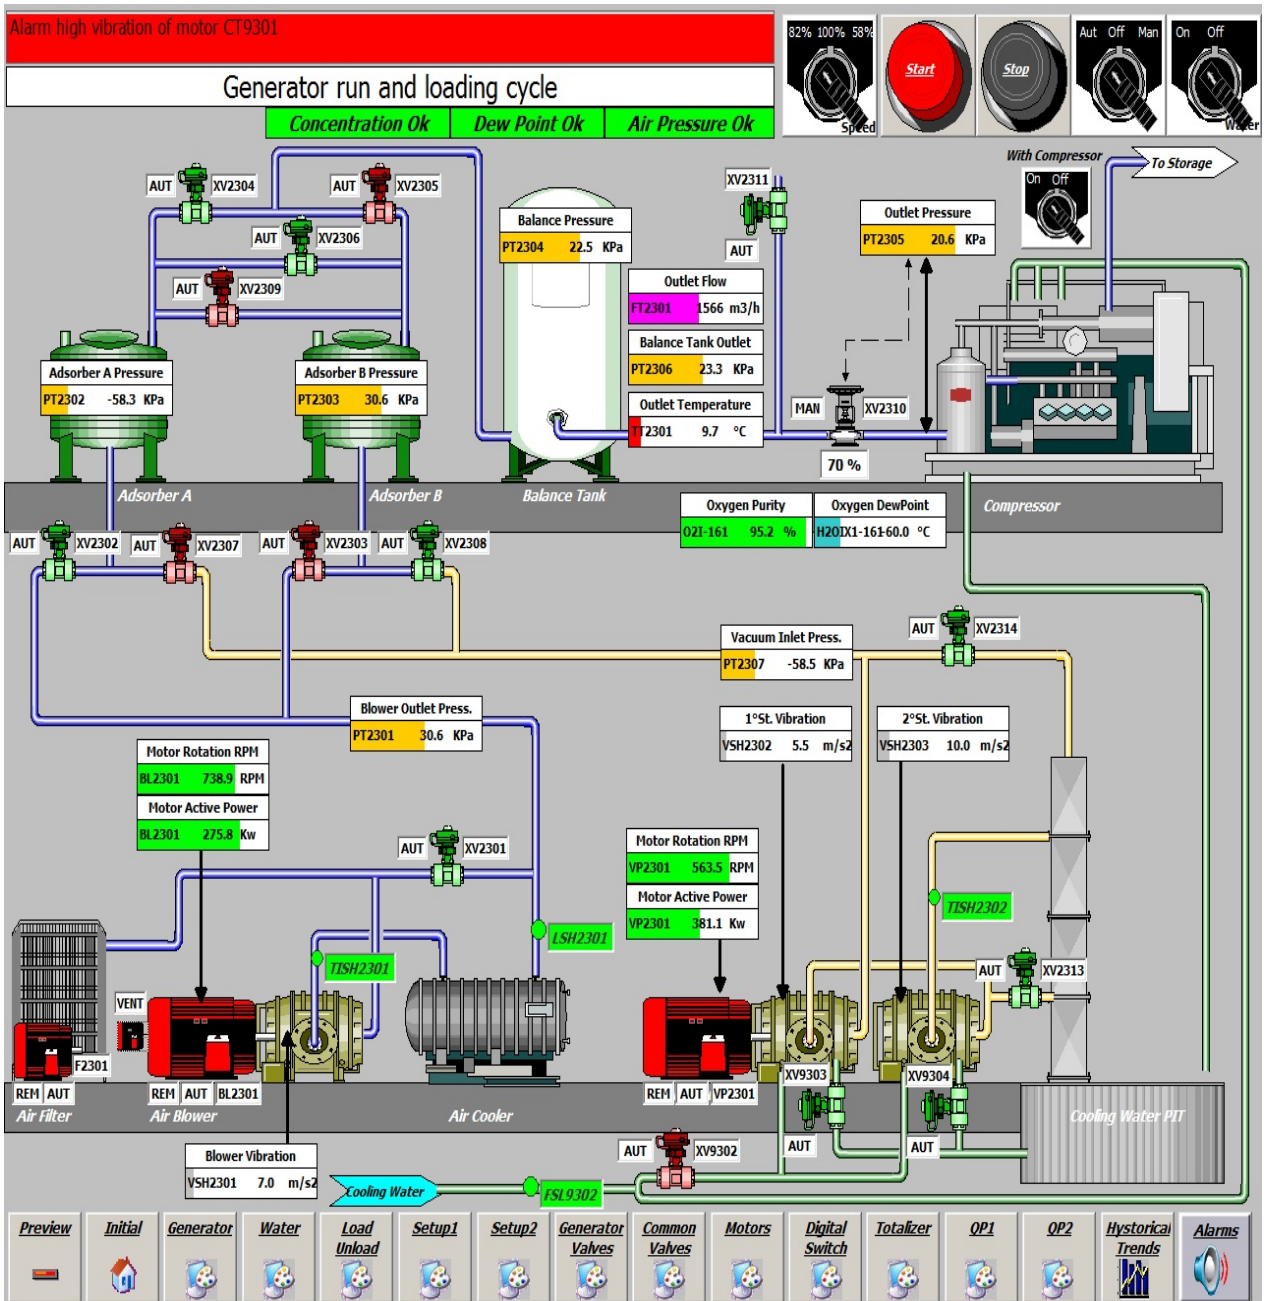 Alarm high vibration of motor CT9301
Generator run and loading cycle
Concentration Ok
Dew Point Ok
Air Pressure Ok
82% 100% 58%
Speed
Start
Stop
Aut Off Man
On Off
Water
With Compressor
On Off
To Storage
AUT XV2304
AUT XV2305
AUT XV2306
AUT XV2309
XV2311
AUT
Balance Pressure
PT2304 22.5 KPa
Outlet Pressure
PT2305 20.6 KPa
Outlet Flow
FT2301 1566 m3/h
Balance Tank Outlet
PT2306 23.3 KPa
Outlet Temperature
TT2301 9.7 °C
Adsorber A Pressure
PT2302 -58.3 KPa
Adsorber B Pressure
PT2303 30.6 KPa
MAN XV2310
70 %
Adsorber A
Adsorber B
Balance Tank
Compressor
Oxygen Purity
O2I-161 95.2 %
Oxygen DewPoint
H2OIX1-161-60.0 °C
AUT XV2302
AUT XV2307
AUT XV2303
AUT XV2308
AUT XV2314
Vacuum Inlet Press.
PT2307 -58.5 KPa
Blower Outlet Press.
PT2301 30.6 KPa
1°St. Vibration
VSH2302 5.5 m/s2
2°St. Vibration
VSH2303 10.0 m/s2
Motor Rotation RPM
BL2301 738.9 RPM
Motor Active Power
BL2301 275.8 Kw
AUT XV2301
Motor Rotation RPM
VP2301 563.5 RPM
Motor Active Power
VP2301 381.1 Kw
TISH2302
LSH2301
TISH2301
AUT XV2313
VENT
F2301
REM AUT
REM AUT BL2301
REM AUT VP2301
XV9303
AUT
XV9304
AUT
Air Filter
Air Blower
Air Cooler
Cooling Water PIT
AUT XV9302
Blower Vibration
VSH2301 7.0 m/s2
Cooling Water
FSL9302
Preview
Initial
Generator
Water
Load
Unload
Setup1
Setup2
Generator
Valves
Common
Valves
Motors
Digital
Switch
Totalizer
QP1
QP2
Hystorical
Trends
Alarms